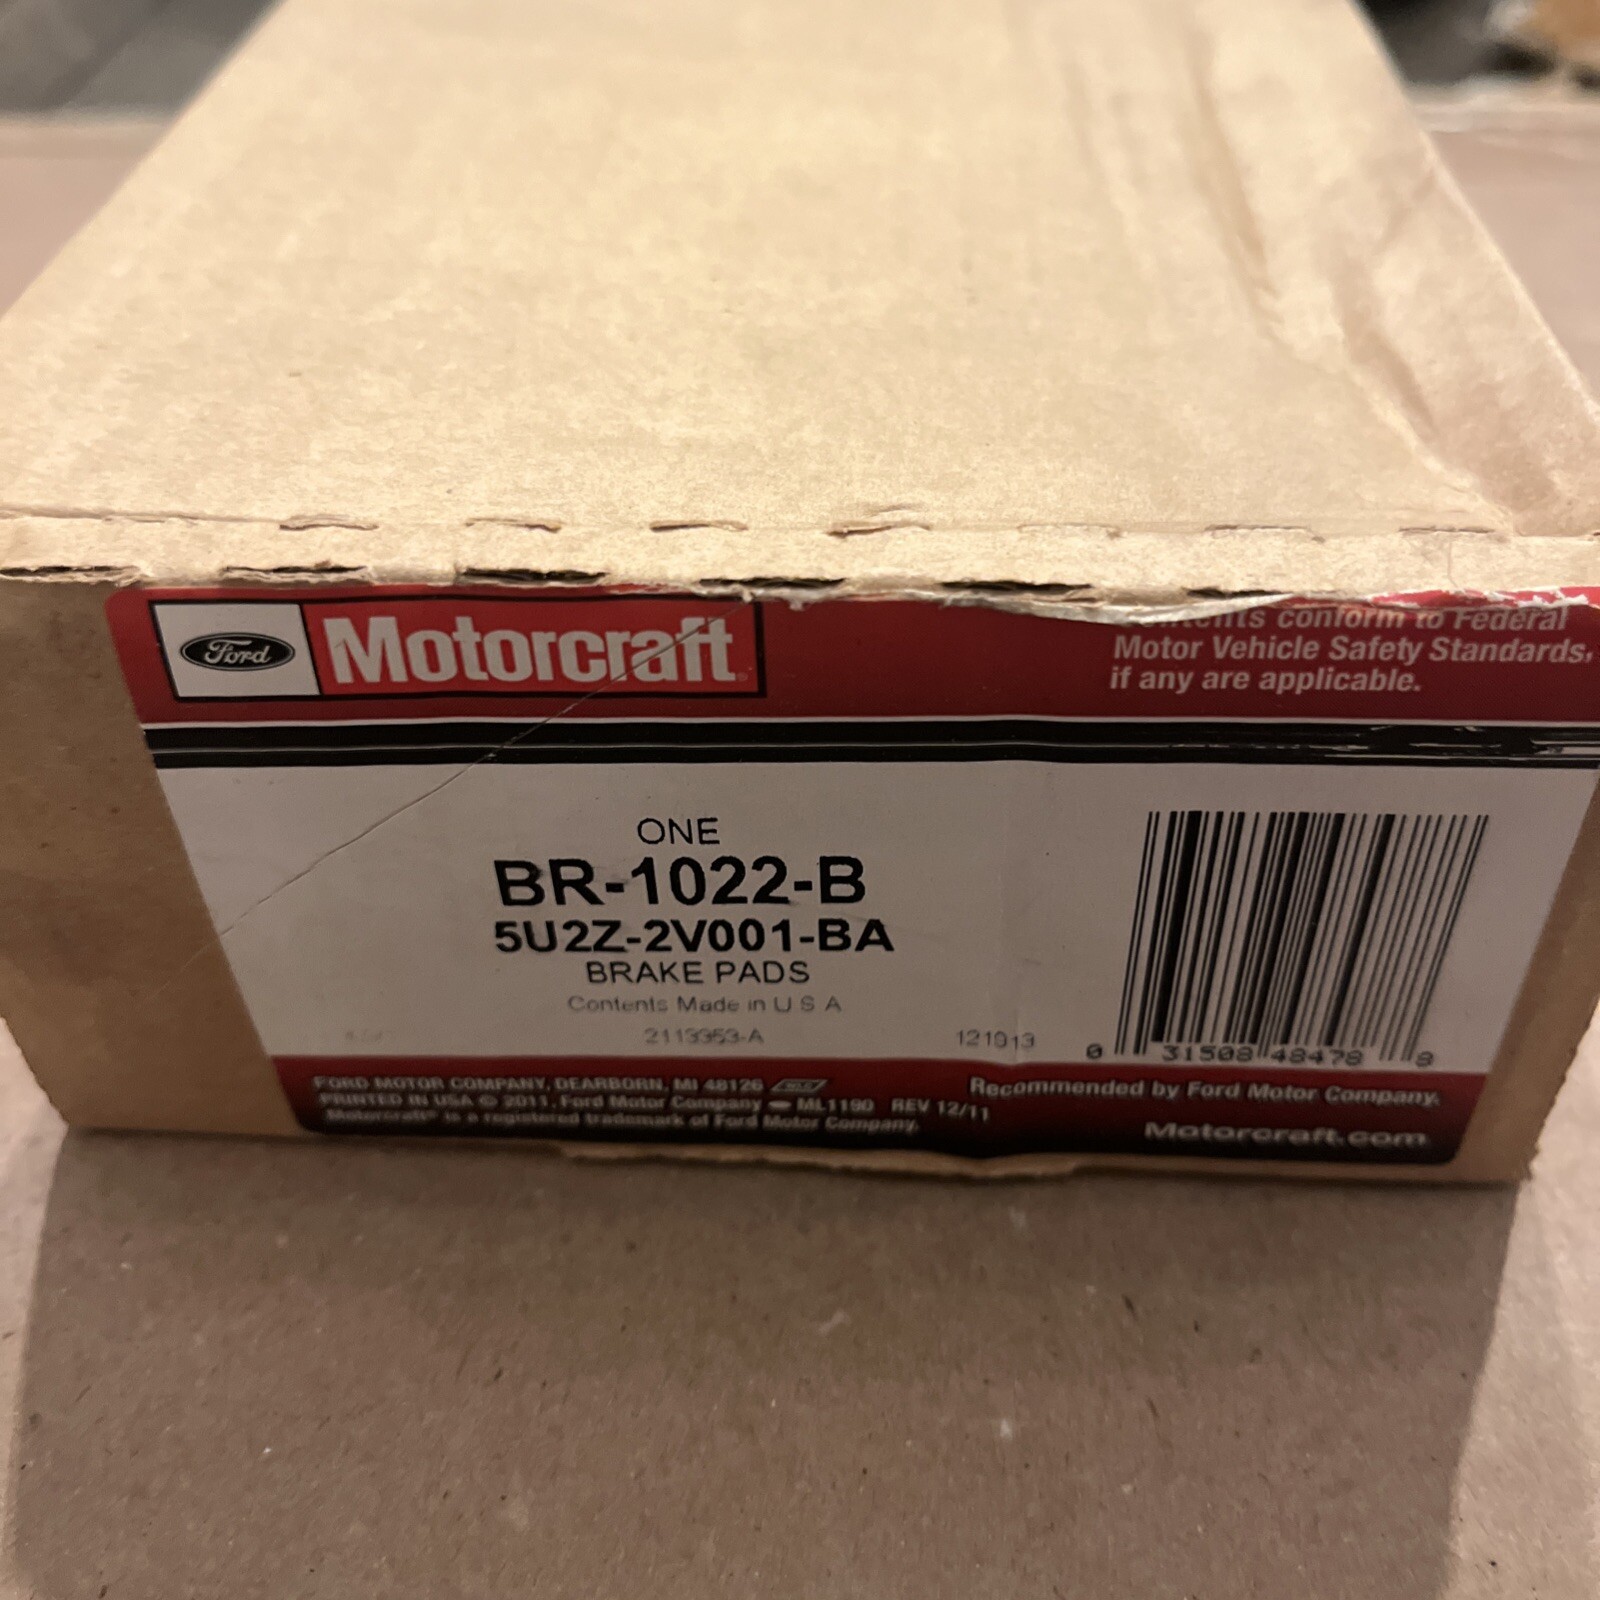 Ford Motorcraft
conform to Federal
Motor Vehicle Safety Standards,
if any are applicable.
ONE
BR-1022-B
5U2Z-2V001-BA
BRAKE PADS
Contents Made in U S A
2113353-A
121913
0 31508 48478 8
FORD MOTOR COMPANY, DEARBORN, MI 48126
PRINTED IN USA © 2011, Ford Motor Company ML1190 REV 12/11
Motorcraft® is a registered trademark of Ford Motor Company.
Recommended by Ford Motor Company.
Motorcraft.com